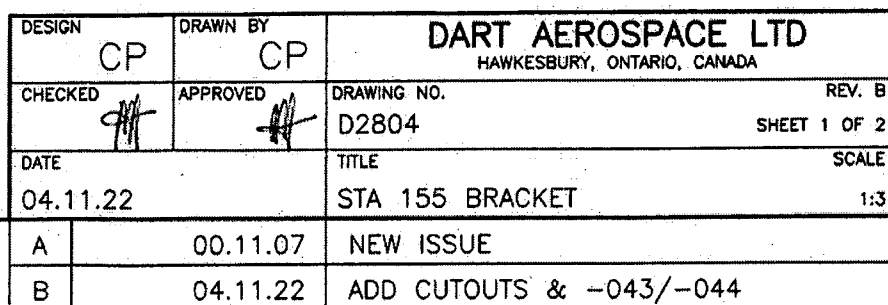 DESIGN DRAWN BY DART AEROSPACE LTD
CP CP HAWKESBURY, ONTARIO, CANADA
CHECKED APPROVED DRAWING NO. REV. B
D2804 SHEET 1 OF 2
DATE TITLE SCALE
04.11.22 STA 155 BRACKET 1:3
A 00.11.07 NEW ISSUE
B 04.11.22 ADD CUTOUTS & -043/-044